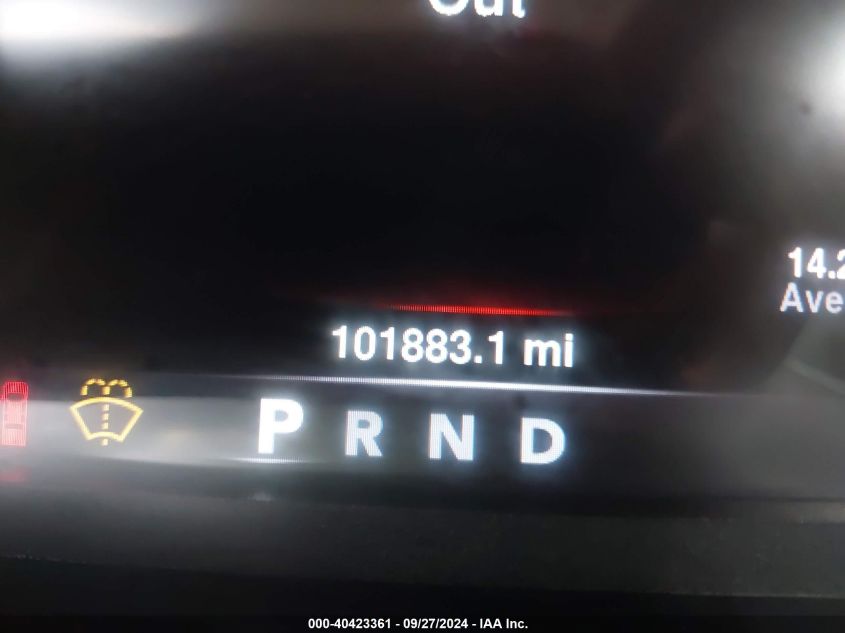 Out
14.2
Ave
101883.1 mi
P R N D
000-40423361 - 09/27/2024 - IAA Inc.